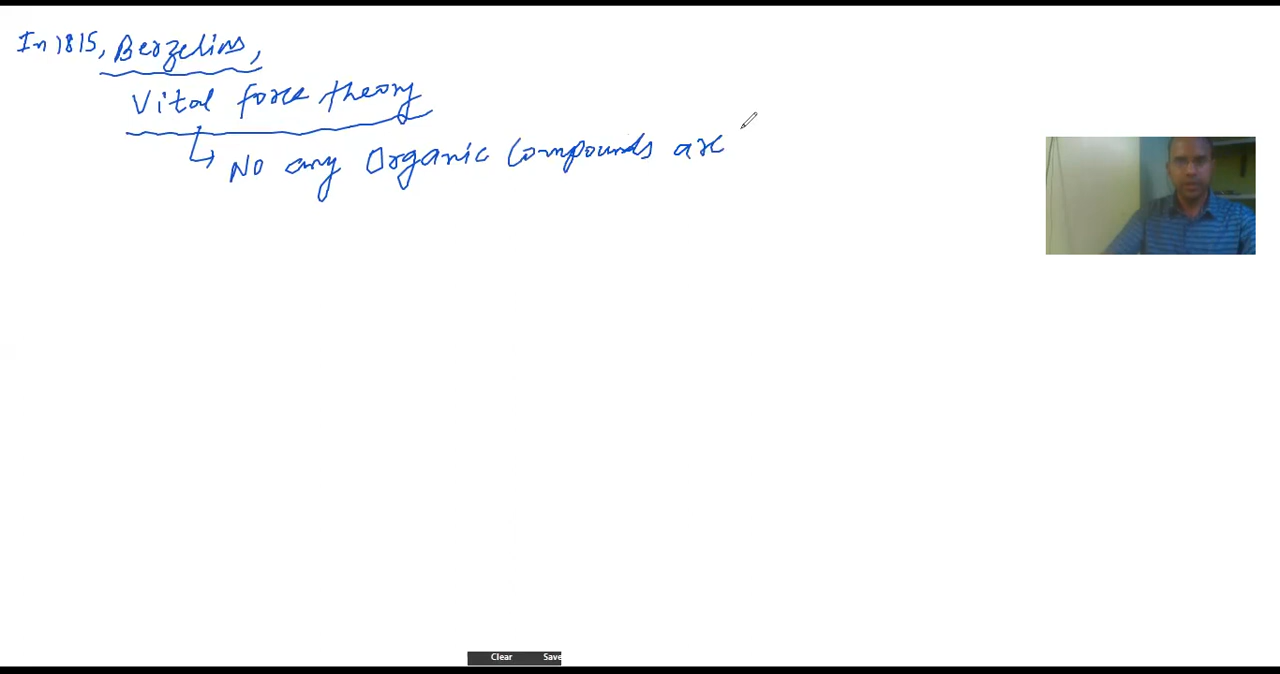 In 1815, Berzelius,
Vital force theory
No any Organic Compounds are
Clear Save